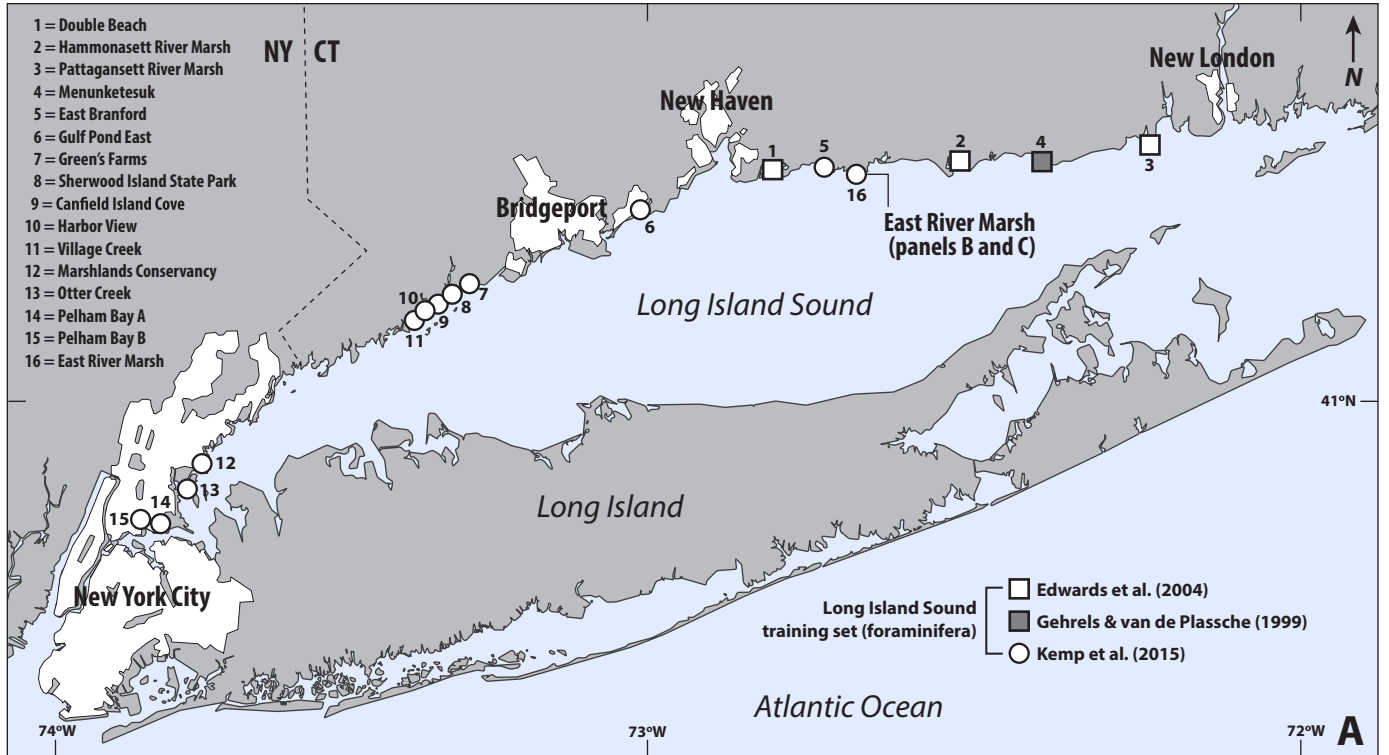 1 = Double Beach
2 = Hammonasett River Marsh
3 = Pattagansett River Marsh
4 = Menunketesuk
5 = East Branford
6 = Gulf Pond East
7 = Green's Farms
8 = Sherwood Island State Park
9 = Canfield Island Cove
10 = Harbor View
11 = Village Creek
12 = Marshlands Conservancy
13 = Otter Creek
14 = Pelham Bay A
15 = Pelham Bay B
16 = East River Marsh
NY CT
N
New London
New Haven
Bridgeport
1
5
16
2
4
3
6
East River Marsh
(panels B and C)
7
8
9
10
11
Long Island Sound
41ºN
12
13
14
15
Long Island
New York City
Long Island Sound
training set (foraminifera)
Edwards et al. (2004)
Gehrels & van de Plassche (1999)
Kemp et al. (2015)
Atlantic Ocean
74ºW
73ºW
72ºW
A